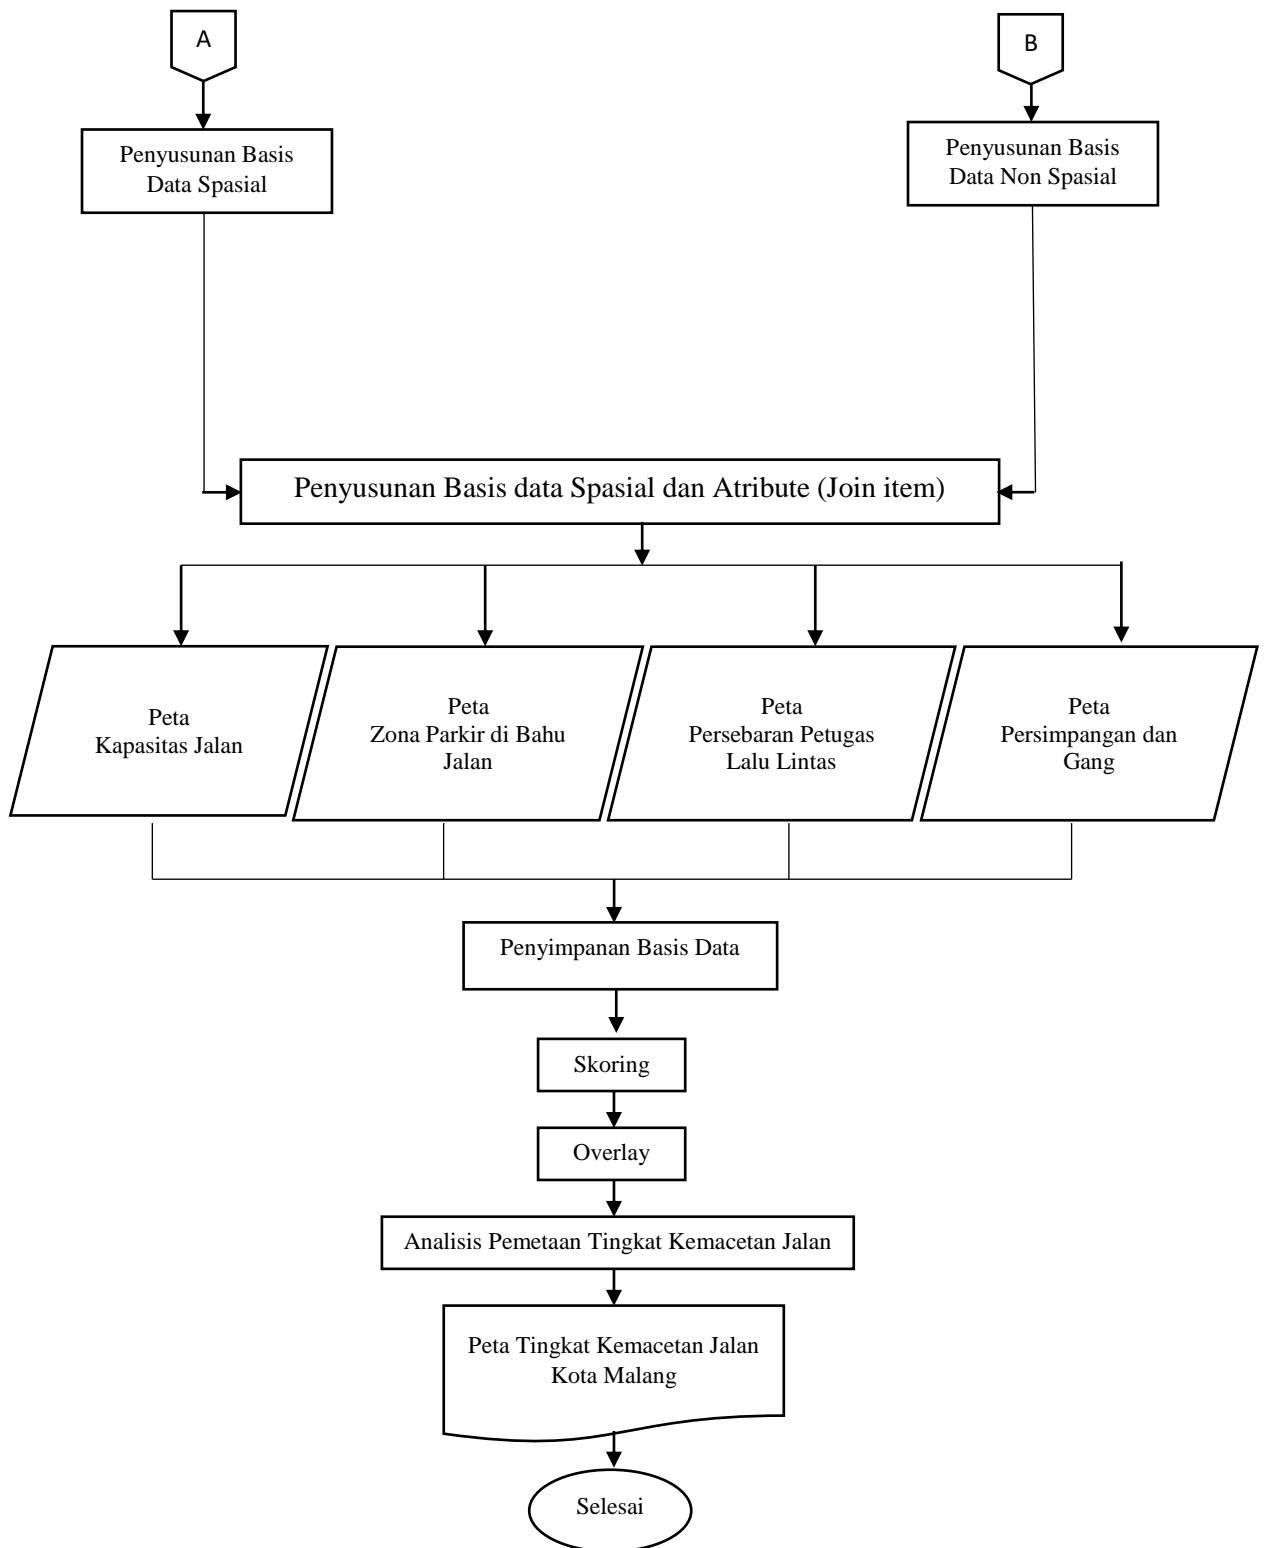 A
B
Penyusunan Basis
Data Spasial
Penyusunan Basis
Data Non Spasial
Penyusunan Basis data Spasial dan Atribute (Join item)
Peta
Kapasitas Jalan
Peta
Zona Parkir di Bahu
Jalan
Peta
Persebaran Petugas
Lalu Lintas
Peta
Persimpangan dan
Gang
Penyimpanan Basis Data
Skoring
Overlay
Analisis Pemetaan Tingkat Kemacetan Jalan
Peta Tingkat Kemacetan Jalan
Kota Malang
Selesai